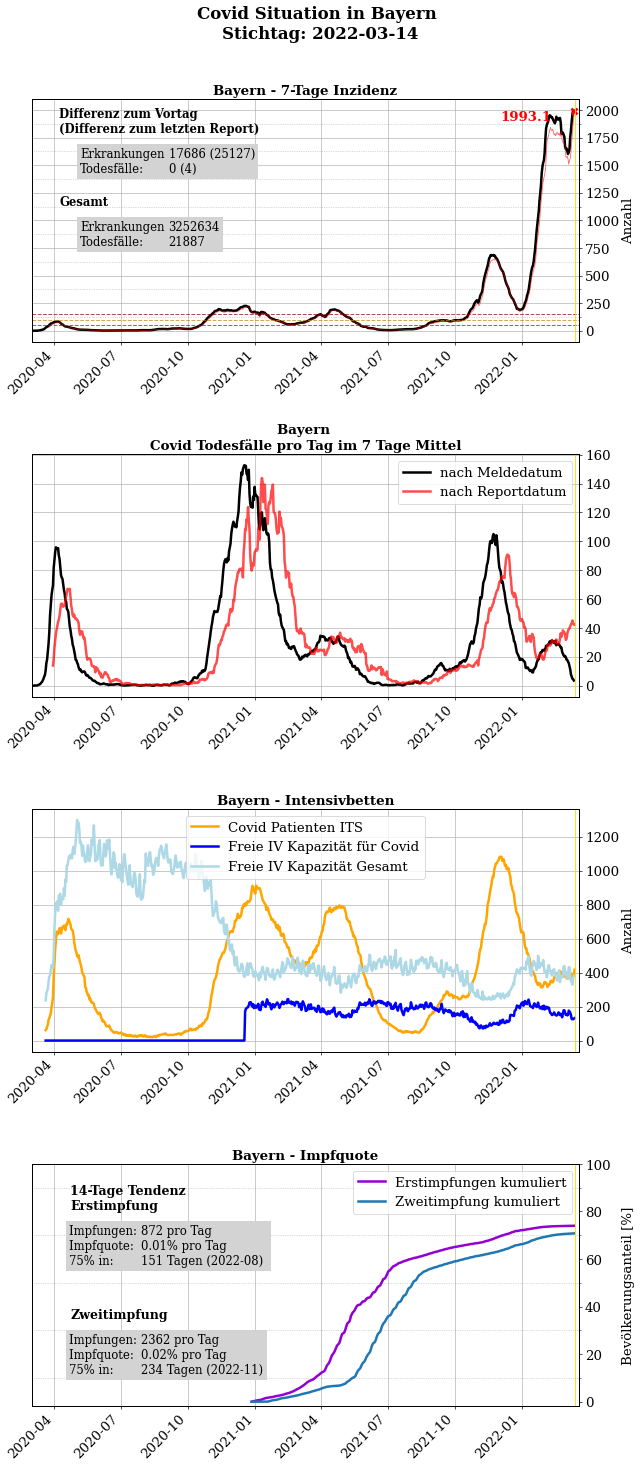 Covid Situation in Bayern
Stichtag: 2022-03-14
Bayern - 7-Tage Inzidenz
Differenz zum Vortag
(Differenz zum letzten Report)
Erkrankungen 17686 (25127)
Todesfälle: 0 (4)
Gesamt
Erkrankungen 3252634
Todesfälle: 21887
1993.1
2000
1750
1500
1250
1000
750
500
250
0
Anzahl
2020-04
2020-07
2020-10
2021-01
2021-04
2021-07
2021-10
2022-01
Bayern
Covid Todesfälle pro Tag im 7 Tage Mittel
nach Meldedatum
nach Reportdatum
160
140
120
100
80
60
40
20
0
2020-04
2020-07
2020-10
2021-01
2021-04
2021-07
2021-10
2022-01
Bayern - Intensivbetten
Covid Patienten ITS
Freie IV Kapazität für Covid
Freie IV Kapazität Gesamt
1200
1000
800
600
400
200
0
Anzahl
2020-04
2020-07
2020-10
2021-01
2021-04
2021-07
2021-10
2022-01
Bayern - Impfquote
14-Tage Tendenz
Erstimpfung
Impfungen: 872 pro Tag
Impfquote: 0.01% pro Tag
75% in: 151 Tagen (2022-08)
Zweitimpfung
Impfungen: 2362 pro Tag
Impfquote: 0.02% pro Tag
75% in: 234 Tagen (2022-11)
Erstimpfungen kumuliert
Zweitimpfung kumuliert
100
80
60
40
20
0
Bevölkerungsanteil [%]
2020-04
2020-07
2020-10
2021-01
2021-04
2021-07
2021-10
2022-01